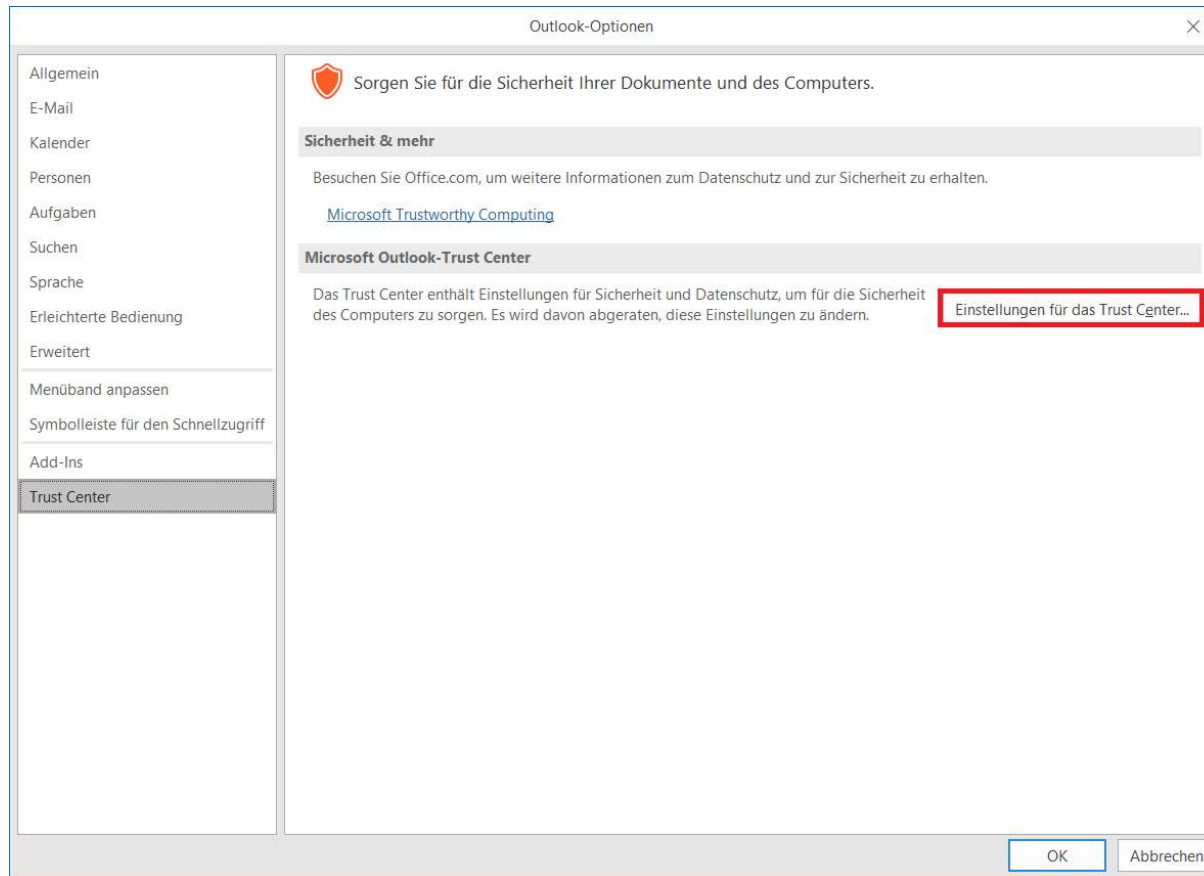 Outlook-Optionen
Allgemein
E-Mail
Kalender
Personen
Aufgaben
Suchen
Sprache
Erleichterte Bedienung
Erweitert
Menüband anpassen
Symbolleiste für den Schnellzugriff
Add-Ins
Trust Center
Sorgen Sie für die Sicherheit Ihrer Dokumente und des Computers.
Sicherheit & mehr
Besuchen Sie Office.com, um weitere Informationen zum Datenschutz und zur Sicherheit zu erhalten.
Microsoft Trustworthy Computing
Microsoft Outlook-Trust Center
Das Trust Center enthält Einstellungen für Sicherheit und Datenschutz, um für die Sicherheit
des Computers zu sorgen. Es wird davon abgeraten, diese Einstellungen zu ändern.
Einstellungen für das Trust Center...
OK
Abbrechen